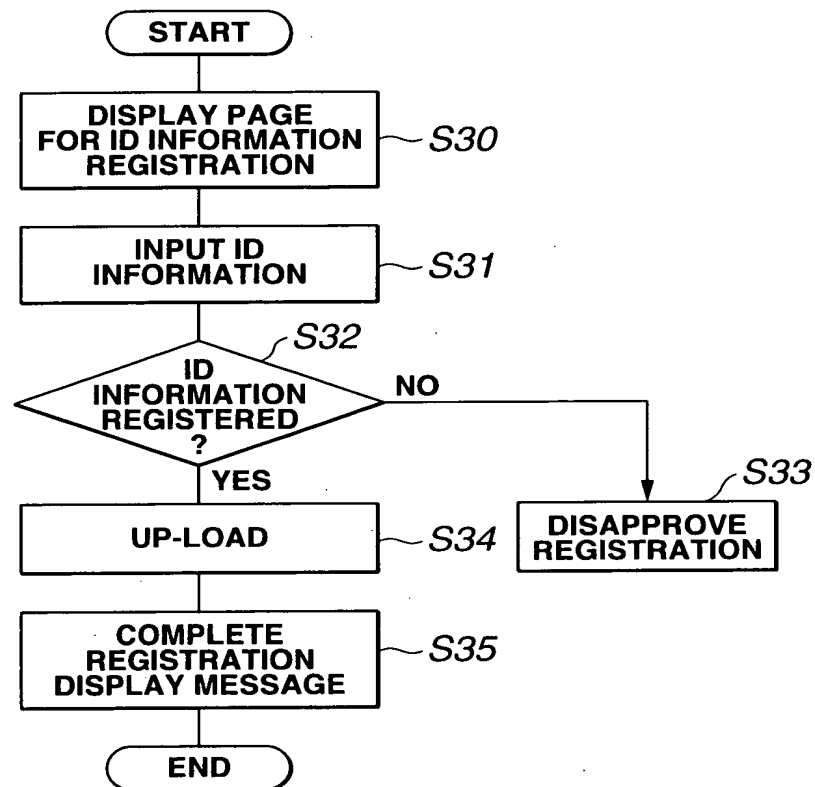 START
DISPLAY PAGE
FOR ID INFORMATION
REGISTRATION
S30
INPUT ID
INFORMATION
S31
S32
ID
INFORMATION
REGISTERED
?
NO
YES
S33
DISAPPROVE
REGISTRATION
UP-LOAD
S34
COMPLETE
REGISTRATION
DISPLAY MESSAGE
S35
END